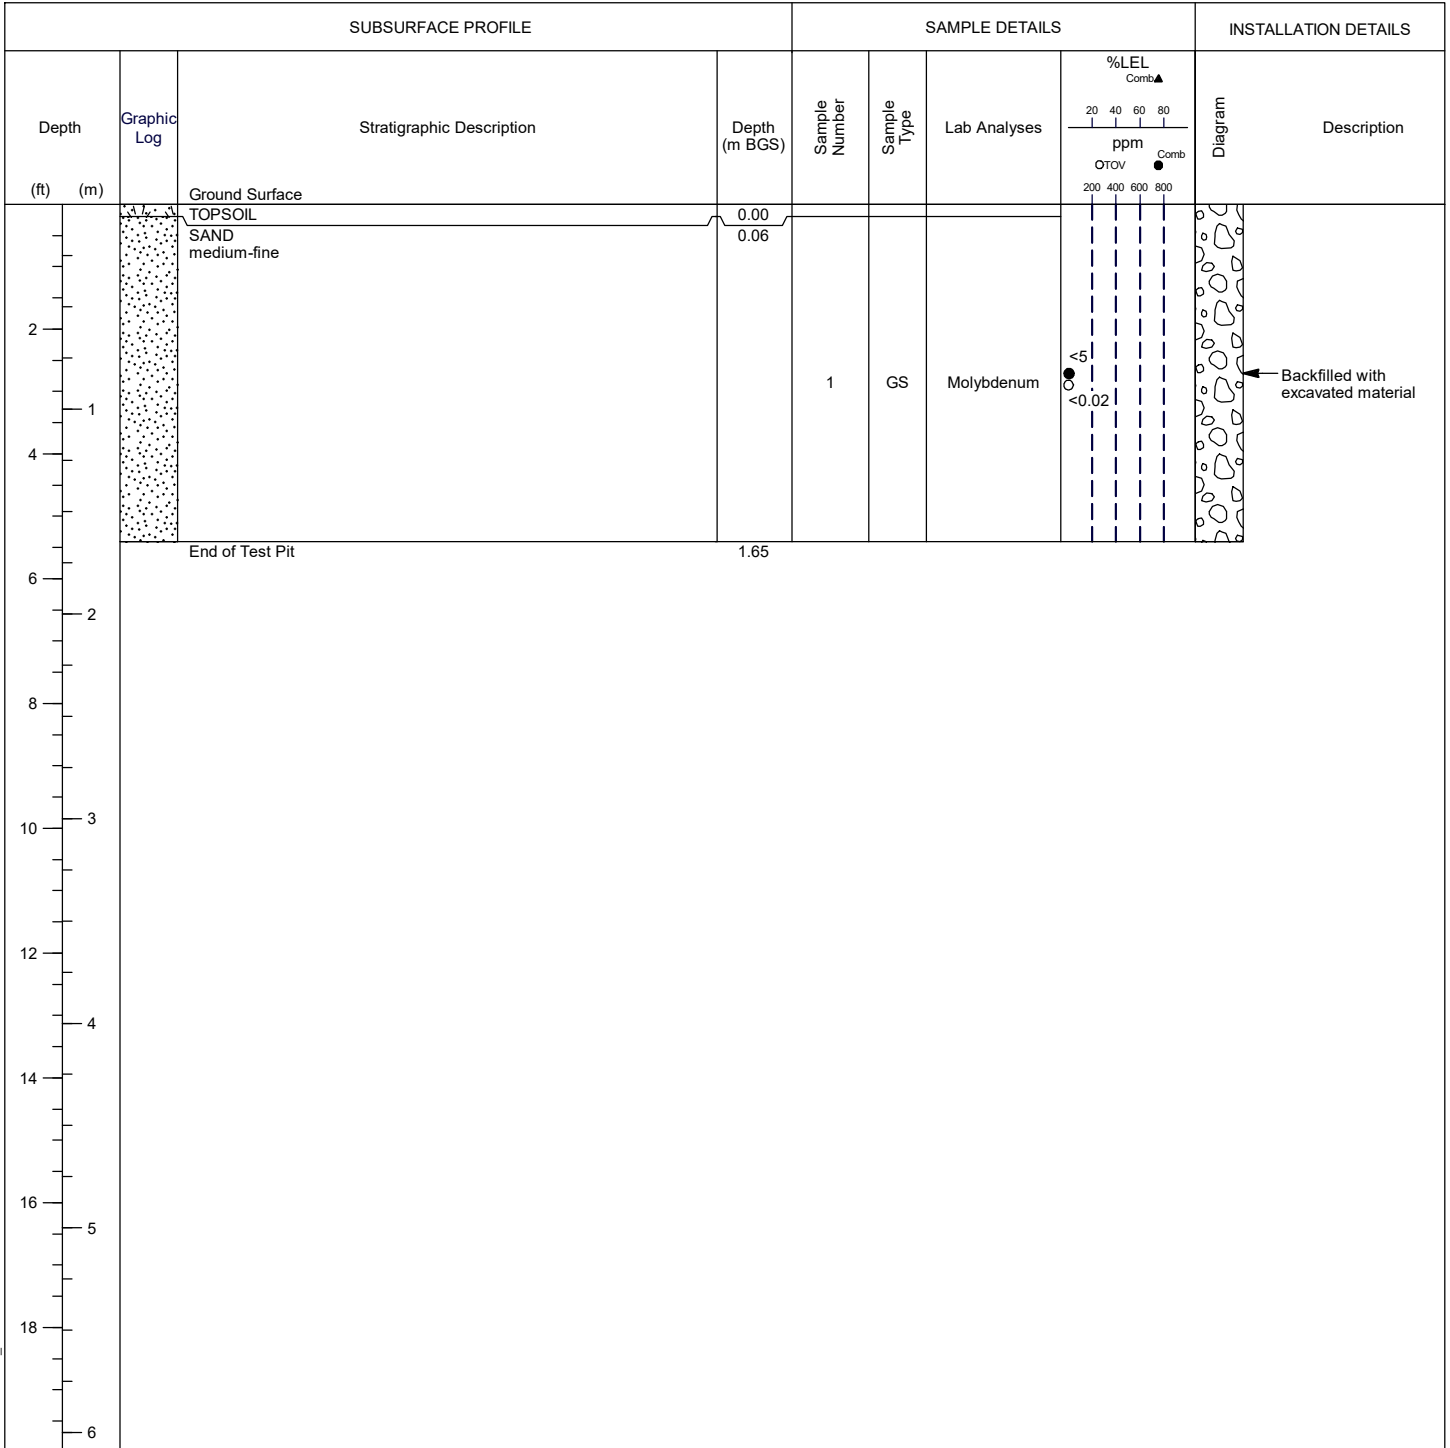 SUBSURFACE PROFILE
SAMPLE DETAILS
INSTALLATION DETAILS
Depth
(ft) (m)
Graphic
Log
Stratigraphic Description
Ground Surface
Depth
(m BGS)
Sample
Number
Sample
Type
Lab Analyses
%LEL
Comb
20 40 60 80
ppm
TOV
Comb
200 400 600 800
Diagram
Description
TOPSOIL 0.00
SAND 0.06
medium-fine
2
<5
1 GS Molybdenum
<0.02
Backfilled with
excavated material
1
4
End of Test Pit 1.65
6
2
8
3
10
12
4
14
16
5
18
6